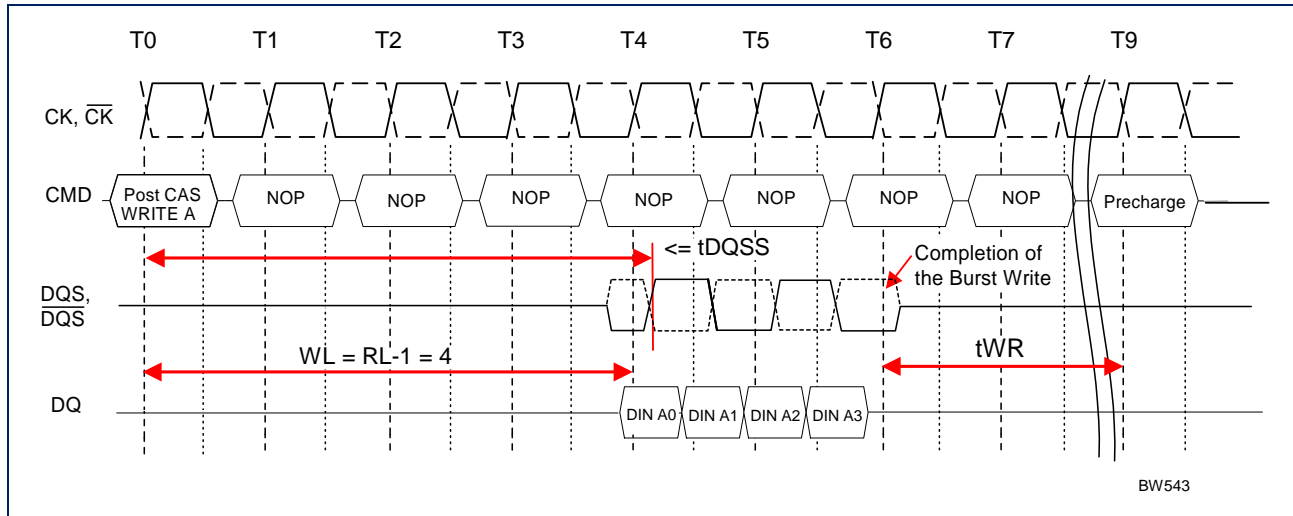 T0 T1 T2 T3 T4 T5 T6 T7 T9
CK, CK
CMD
Post CAS
WRITE A
NOP NOP NOP NOP NOP NOP NOP Precharge
<= tDQSS
Completion of
the Burst Write
DQS,
DQS
WL = RL-1 = 4
tWR
DQ
DIN A0 DIN A1 DIN A2 DIN A3
BW543